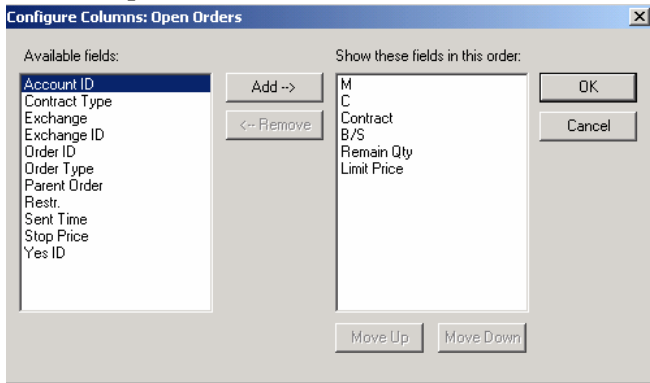 Configure Columns: Open Orders
Available fields:
Account ID
Contract Type
Exchange
Exchange ID
Order ID
Order Type
Parent Order
Restr.
Sent Time
Stop Price
Yes ID
Add -->
<-- Remove
Show these fields in this order:
M
C
Contract
B/S
Remain Qty
Limit Price
Move Up
Move Down
OK
Cancel